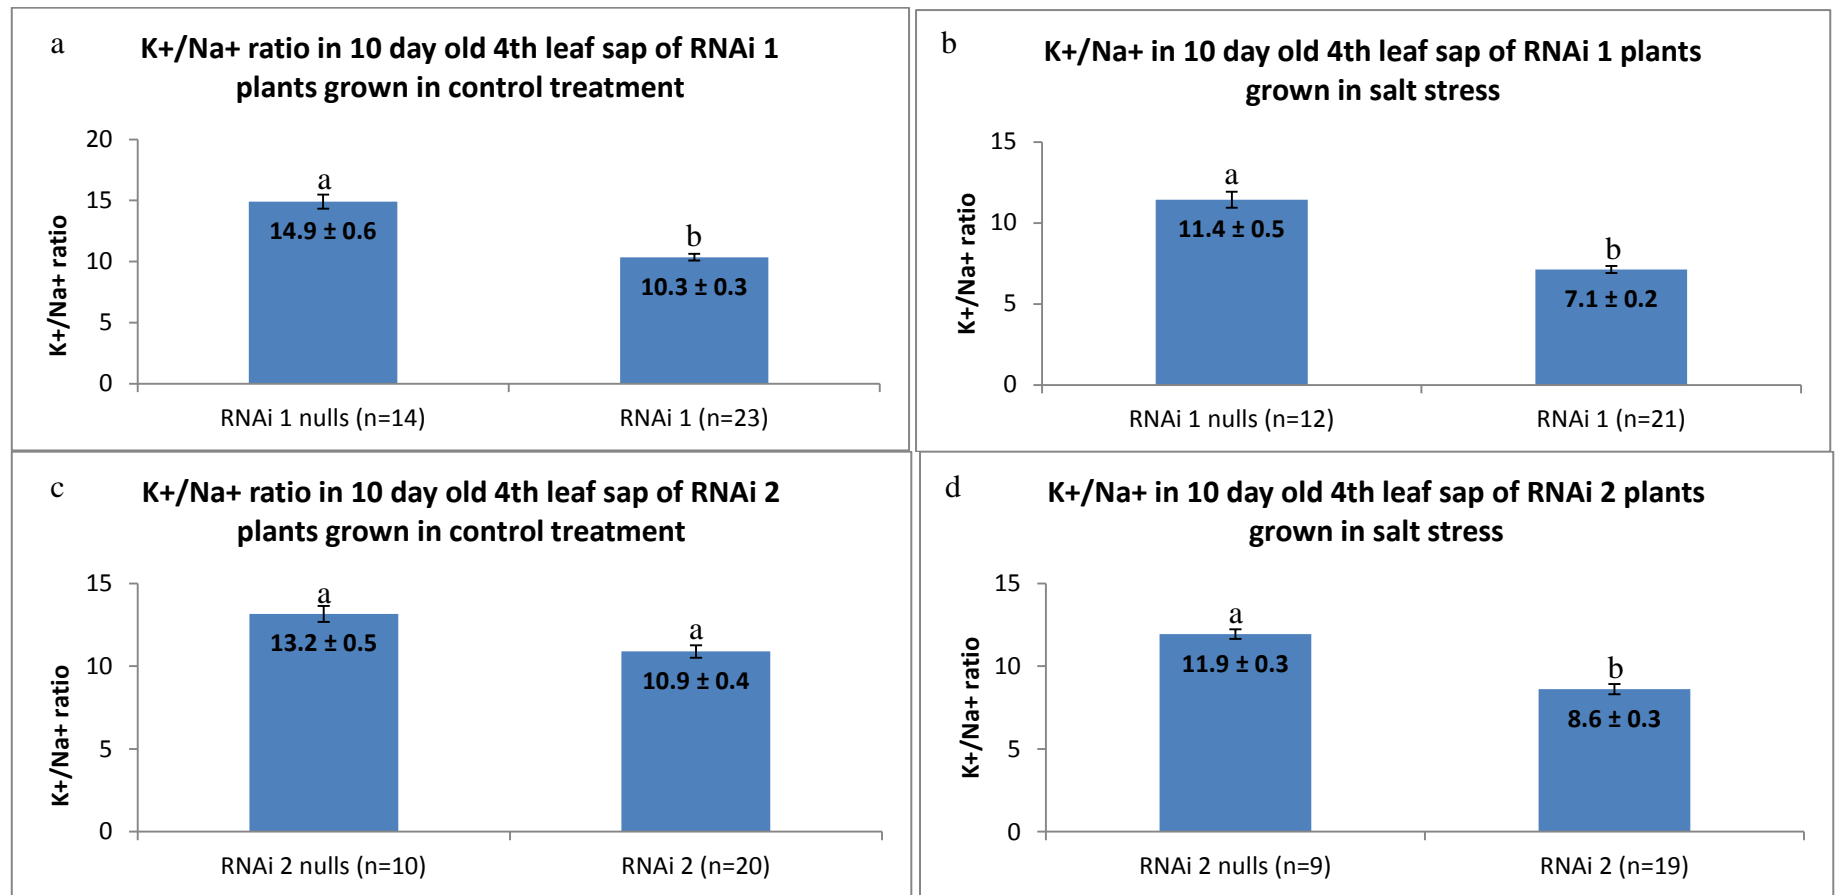 a
K+/Na+ ratio in 10 day old 4th leaf sap of RNAi 1
plants grown in control treatment
K+/Na+ ratio
20
15
10
5
0
a
14.9 ± 0.6
b
10.3 ± 0.3
RNAi 1 nulls (n=14)
RNAi 1 (n=23)
b
K+/Na+ in 10 day old 4th leaf sap of RNAi 1 plants
grown in salt stress
K+/Na+ ratio
15
10
5
0
a
11.4 ± 0.5
b
7.1 ± 0.2
RNAi 1 nulls (n=12)
RNAi 1 (n=21)
c
K+/Na+ ratio in 10 day old 4th leaf sap of RNAi 2
plants grown in control treatment
K+/Na+ ratio
15
10
5
0
a
13.2 ± 0.5
a
10.9 ± 0.4
RNAi 2 nulls (n=10)
RNAi 2 (n=20)
d
K+/Na+ in 10 day old 4th leaf sap of RNAi 2 plants
grown in salt stress
K+/Na+ ratio
15
10
5
0
a
11.9 ± 0.3
b
8.6 ± 0.3
RNAi 2 nulls (n=9)
RNAi 2 (n=19)